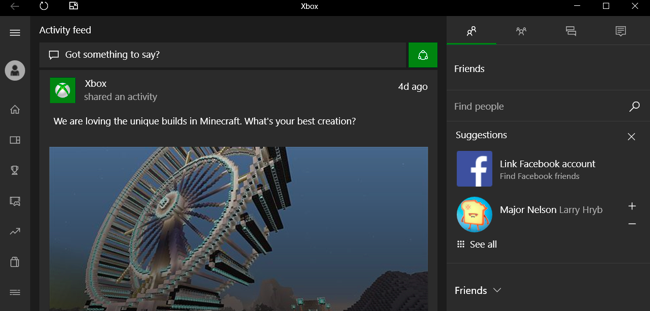 Xbox
Activity feed
Got something to say?
Xbox
shared an activity
4d ago
We are loving the unique builds in Minecraft. What's your best creation?
Friends
Find people
Suggestions
Link Facebook account
Find Facebook friends
Major Nelson Larry Hryb
See all
Friends